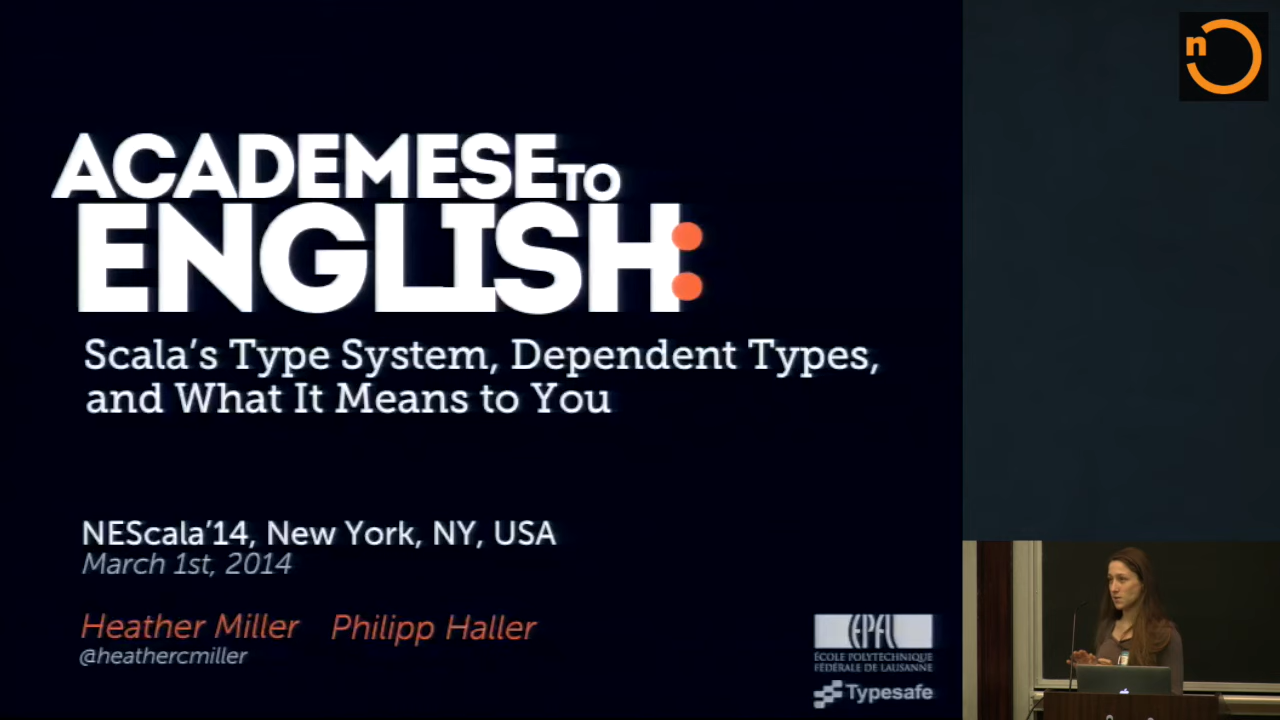 n
ACADEMESE TO
ENGLISH:
Scala's Type System, Dependent Types,
and What It Means to You
NEScala'14, New York, NY, USA
March 1st, 2014
Heather Miller Philipp Haller
@heathercmiller
EPFL
ÉCOLE POLYTECHNIQUE
FÉDÉRALE DE LAUSANNE
Typesafe